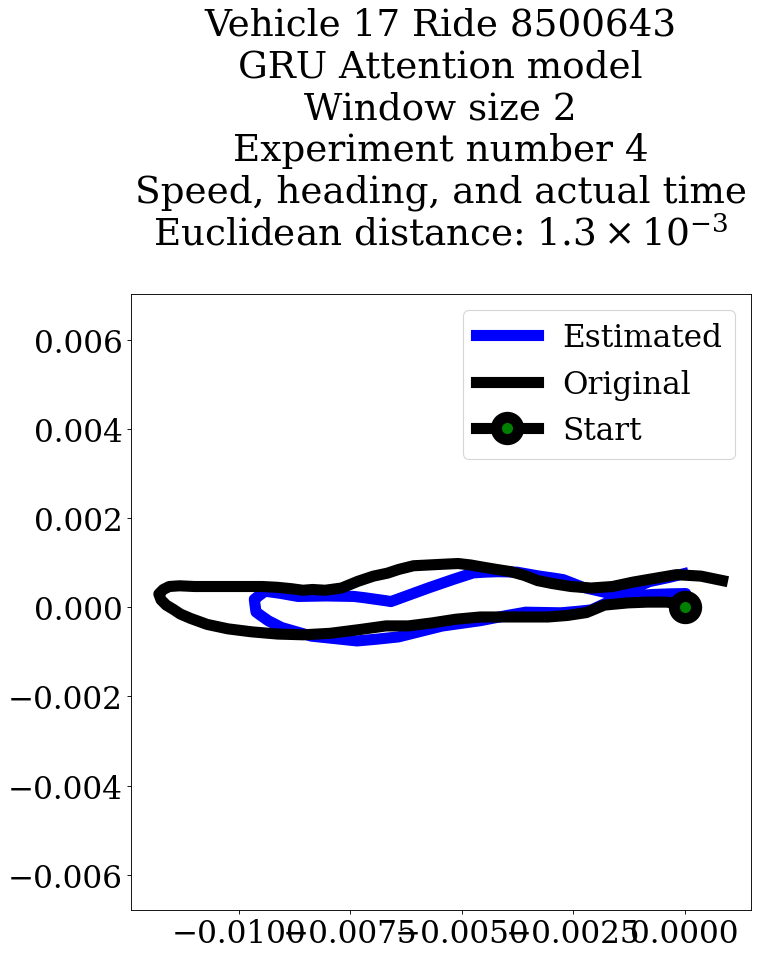 Vehicle 17 Ride 8500643
GRU Attention model
Window size 2
Experiment number 4
Speed, heading, and actual time
Euclidean distance: 1.3 × 10⁻³
Estimated
Original
Start
0.006
0.004
0.002
0.000
−0.002
−0.004
−0.006
−0.0100 −0.0075 −0.0050 −0.0025 0.0000